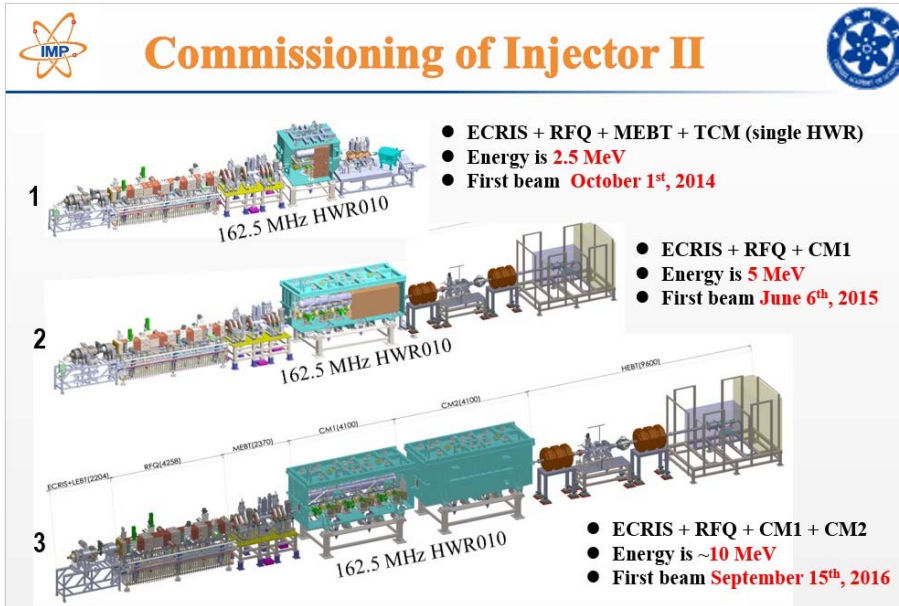 IMP
Commissioning of Injector II
● ECRIS + RFQ + MEBT + TCM (single HWR)
● Energy is 2.5 MeV
● First beam October 1st, 2014
1
162.5 MHz HWR010
● ECRIS + RFQ + CM1
● Energy is 5 MeV
● First beam June 6th, 2015
2
162.5 MHz HWR010
ECRIS+LEBT(2204)
RFQ(4258)
MEBT(2370)
CM1(4100)
CM2(4100)
HEBT(9600)
3
162.5 MHz HWR010
● ECRIS + RFQ + CM1 + CM2
● Energy is ~10 MeV
● First beam September 15th, 2016